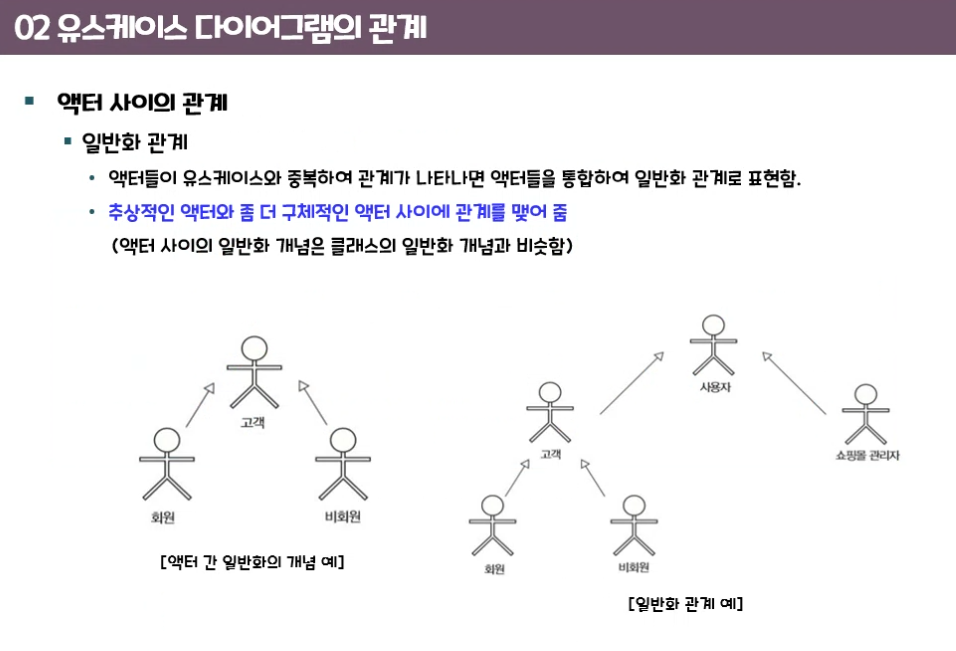 02 유스케이스 다이어그램의 관계
액터 사이의 관계
일반화 관계
액터들이 유스케이스와 중복하여 관계가 나타나면 액터들을 통합하여 일반화 관계로 표현함.
추상적인 액터와 좀 더 구체적인 액터 사이에 관계를 맺어 줌
(액터 사이의 일반화 개념은 클래스의 일반화 개념과 비슷함)
고객
회원
비회원
[액터 간 일반화의 개념 예]
사용자
고객
쇼핑몰 관리자
회원
비회원
[일반화 관계 예]